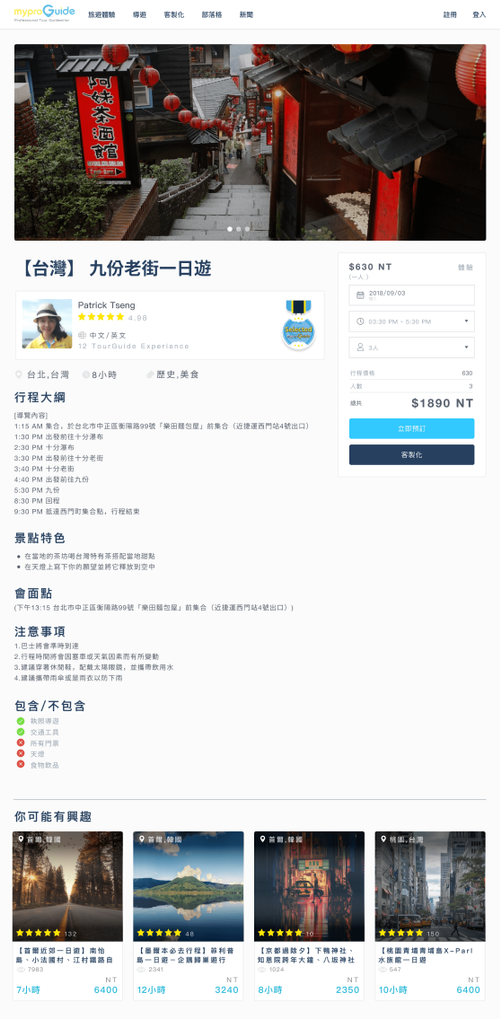 myproGuide
Professional Tour Guidance
旅遊體驗 導遊 客製化 部落格 新聞 註冊 登入
阿妹茶酒館
【台灣】 九份老街一日遊
Patrick Tseng
4.98
中文/英文
12 TourGuide Experience
台北,台灣 8小時 歷史,美食
$630 NT 體驗
(一人 )
2018/09/03
03:30 PM – 5:30 PM
3人
行程價格 630
人數 3
總共 $1890 NT
立即預訂
客製化
行程大綱
[導覽內容]
1:15 AM 集合，於台北市中正區衡陽路99號「樂田麵包屋」前集合（近捷運西門站4號出口）
1:30 PM 出發前往十分瀑布
2:30 PM 十分瀑布
3:30 PM 出發前往十分老街
3:40 PM 十分老街
4:40 PM 出發前往九份
5:30 PM 九份
8:30 PM 回程
9:30 PM 抵達西門町集合點，行程結束
景點特色
在當地的茶坊喝台灣特有茶搭配當地甜點
在天燈上寫下你的願望並將它釋放到空中
會面點
(下午13:15 台北市中正區衡陽路99號「樂田麵包屋」前集合（近捷運西門站4號出口）)
注意事項
1.巴士將會準時到達
2.行程時間將會因塞車或天氣因素而有所變動
3.建議穿著休閒鞋，配戴太陽眼鏡，並攜帶飲用水
4.建議攜帶雨傘或是雨衣以防下雨
包含/不包含
執照導遊
交通工具
所有門票
天燈
食物飲品
你可能有興趣
首爾,韓國 首爾,韓國 首爾,韓國 桃園,台灣
132 48 10 150
【首爾近郊一日遊】南怡
島、小法國村、江村鐵路自
7983
NT
7小時 6400
【墨爾本必去行程】菲利普
島一日遊－企鵝歸巢遊行
2341
NT
12小時 3240
【京都過除夕】下鴨神社、
知恩院跨年大鐘、八坂神社
1024
NT
8小時 2350
【桃園青埔青埔島X-Park
水族館一日遊
647
NT
10小時 6400